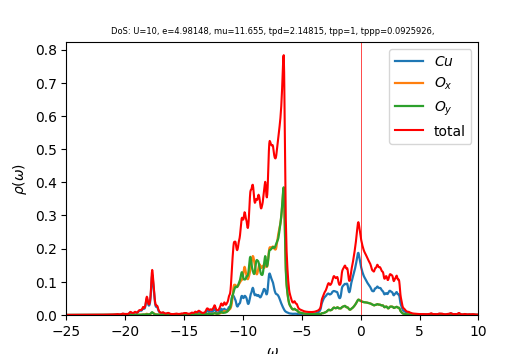 DoS: U=10, e=4.98148, mu=11.655, tpd=2.14815, tpp=1, tppp=0.0925926,
0.8
0.7
0.6
0.5
0.4
0.3
0.2
0.1
0.0
ρ(ω)
Cu
Oₓ
O_y
total
−25 −20 −15 −10 −5 0 5 10
ω